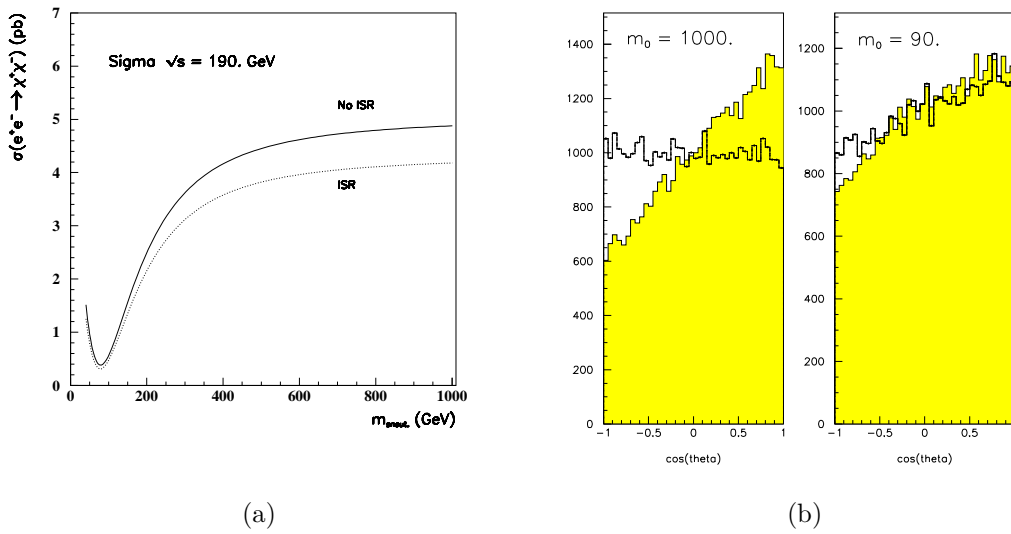 σ(e⁺e⁻→χ⁺χ⁻) (pb)
7
6
5
4
3
2
1
0
Sigma √s = 190. GeV
No ISR
ISR
0 200 400 600 800 1000
m_sneut. (GeV)
(a)
m₀ = 1000.
1400
1200
1000
800
600
400
200
0
-1 -0.5 0 0.5 1
cos(theta)
m₀ = 90.
1200
1000
800
600
400
200
0
-1 -0.5 0 0.5 1
cos(theta)
(b)